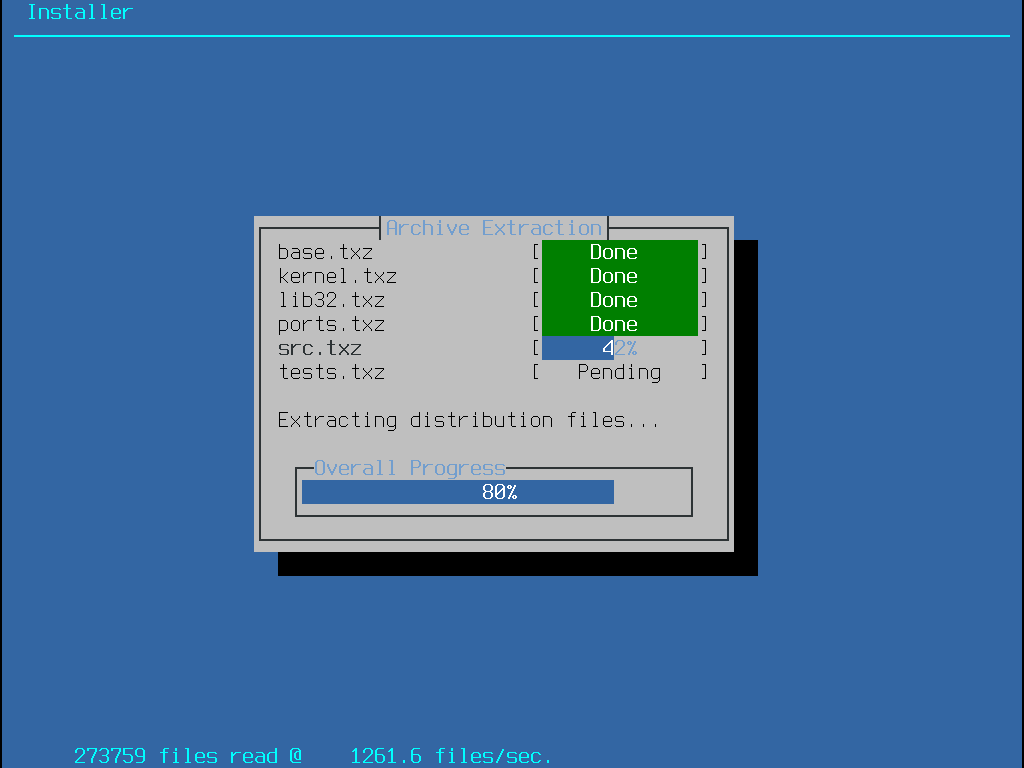 Installer
Archive Extraction
base.txz [ Done ]
kernel.txz [ Done ]
lib32.txz [ Done ]
ports.txz [ Done ]
src.txz [ 42% ]
tests.txz [ Pending ]
Extracting distribution files...
Overall Progress
80%
273759 files read @ 1261.6 files/sec.